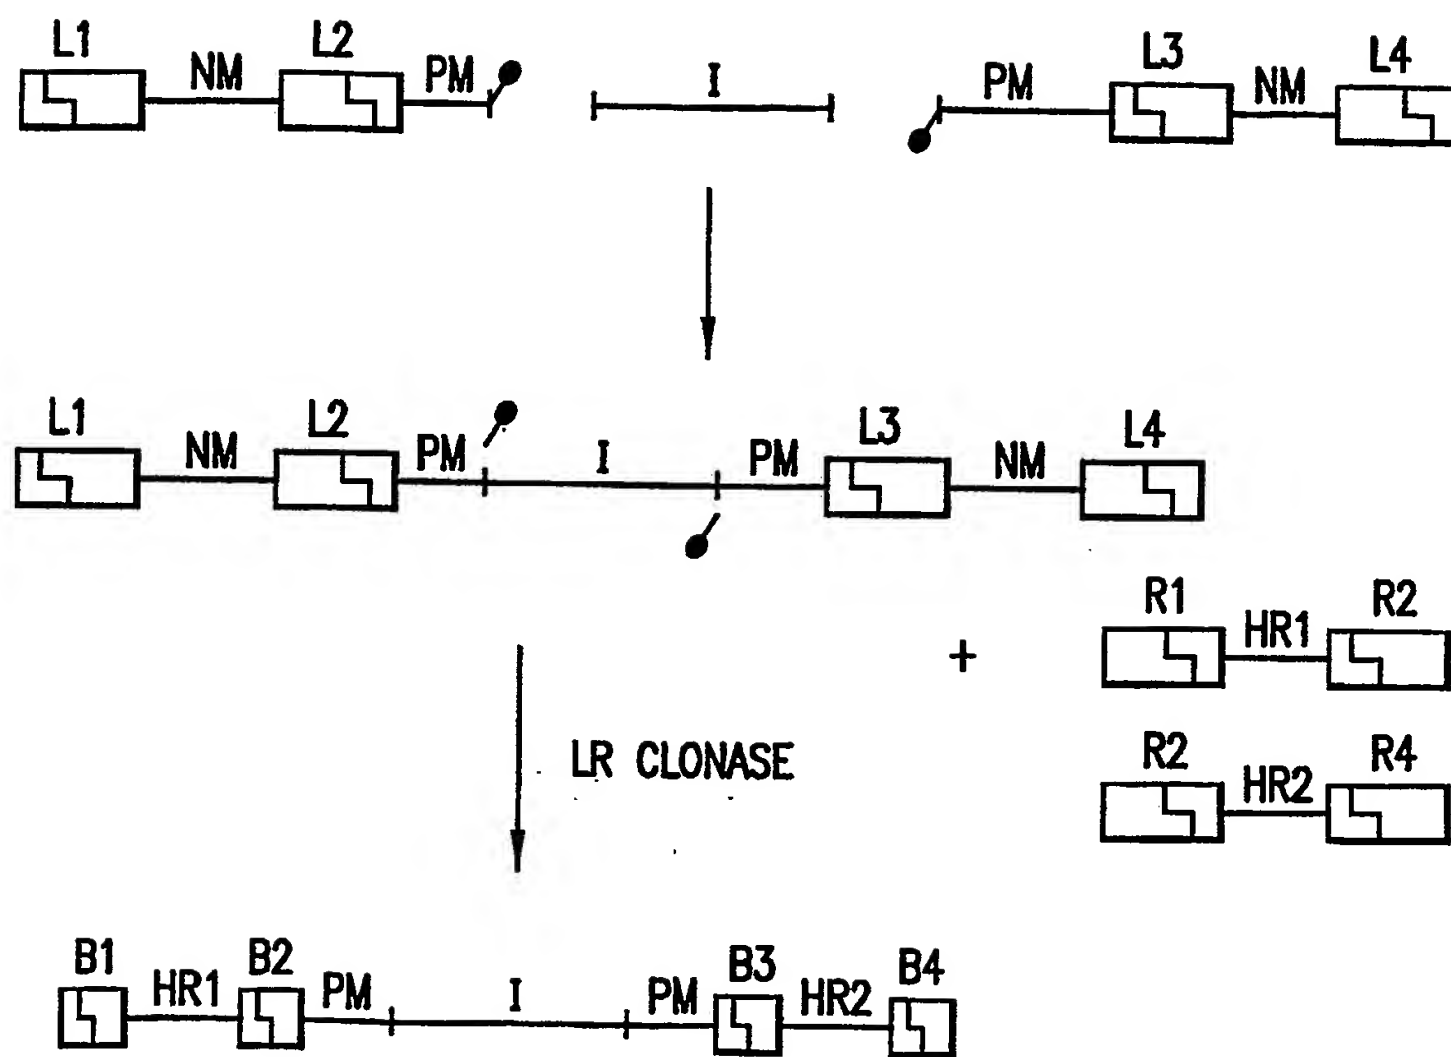 L1 NM L2 PM I PM L3 NM L4
L1 NM L2 PM I PM L3 NM L4
+ R1 HR1 R2
R2 HR2 R4
LR CLONASE
B1 HR1 B2 PM I PM B3 HR2 B4